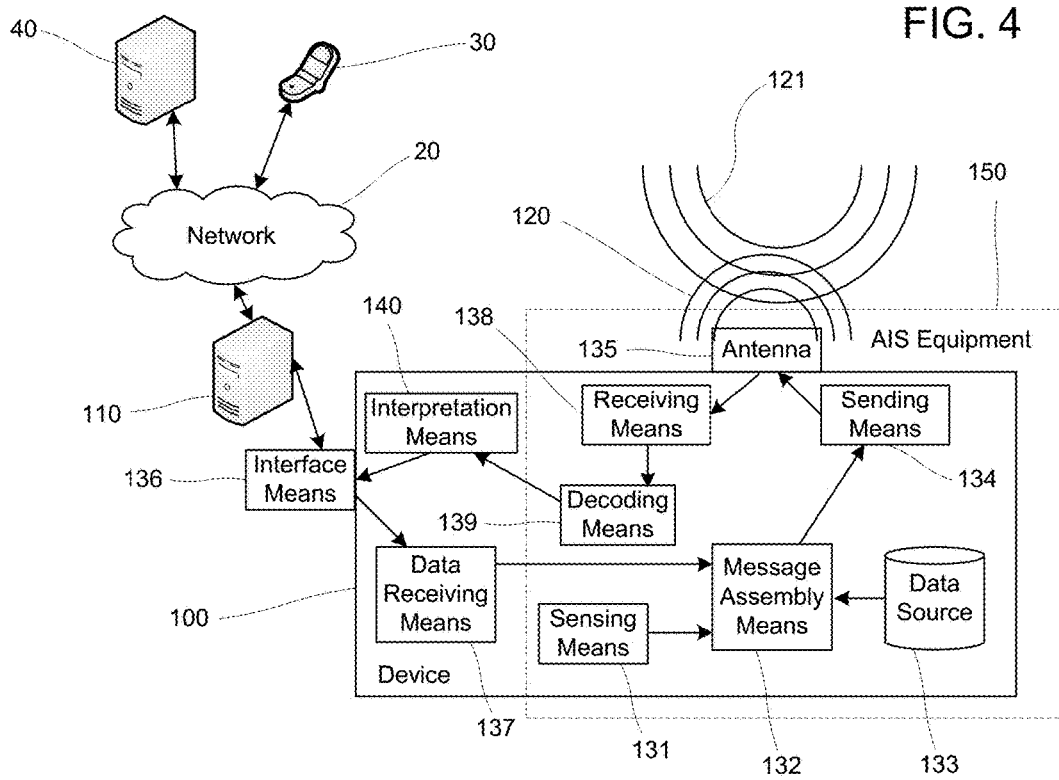 FIG. 4
40
30
121
20
150
120
Network
140
138
135
Antenna
AIS Equipment
110
Interpretation
Means
Receiving
Means
Sending
Means
136
Interface
Means
134
139
Decoding
Means
Data
Receiving
Means
Message
Assembly
Means
Data
Source
100
Sensing
Means
Device
137
131
132
133